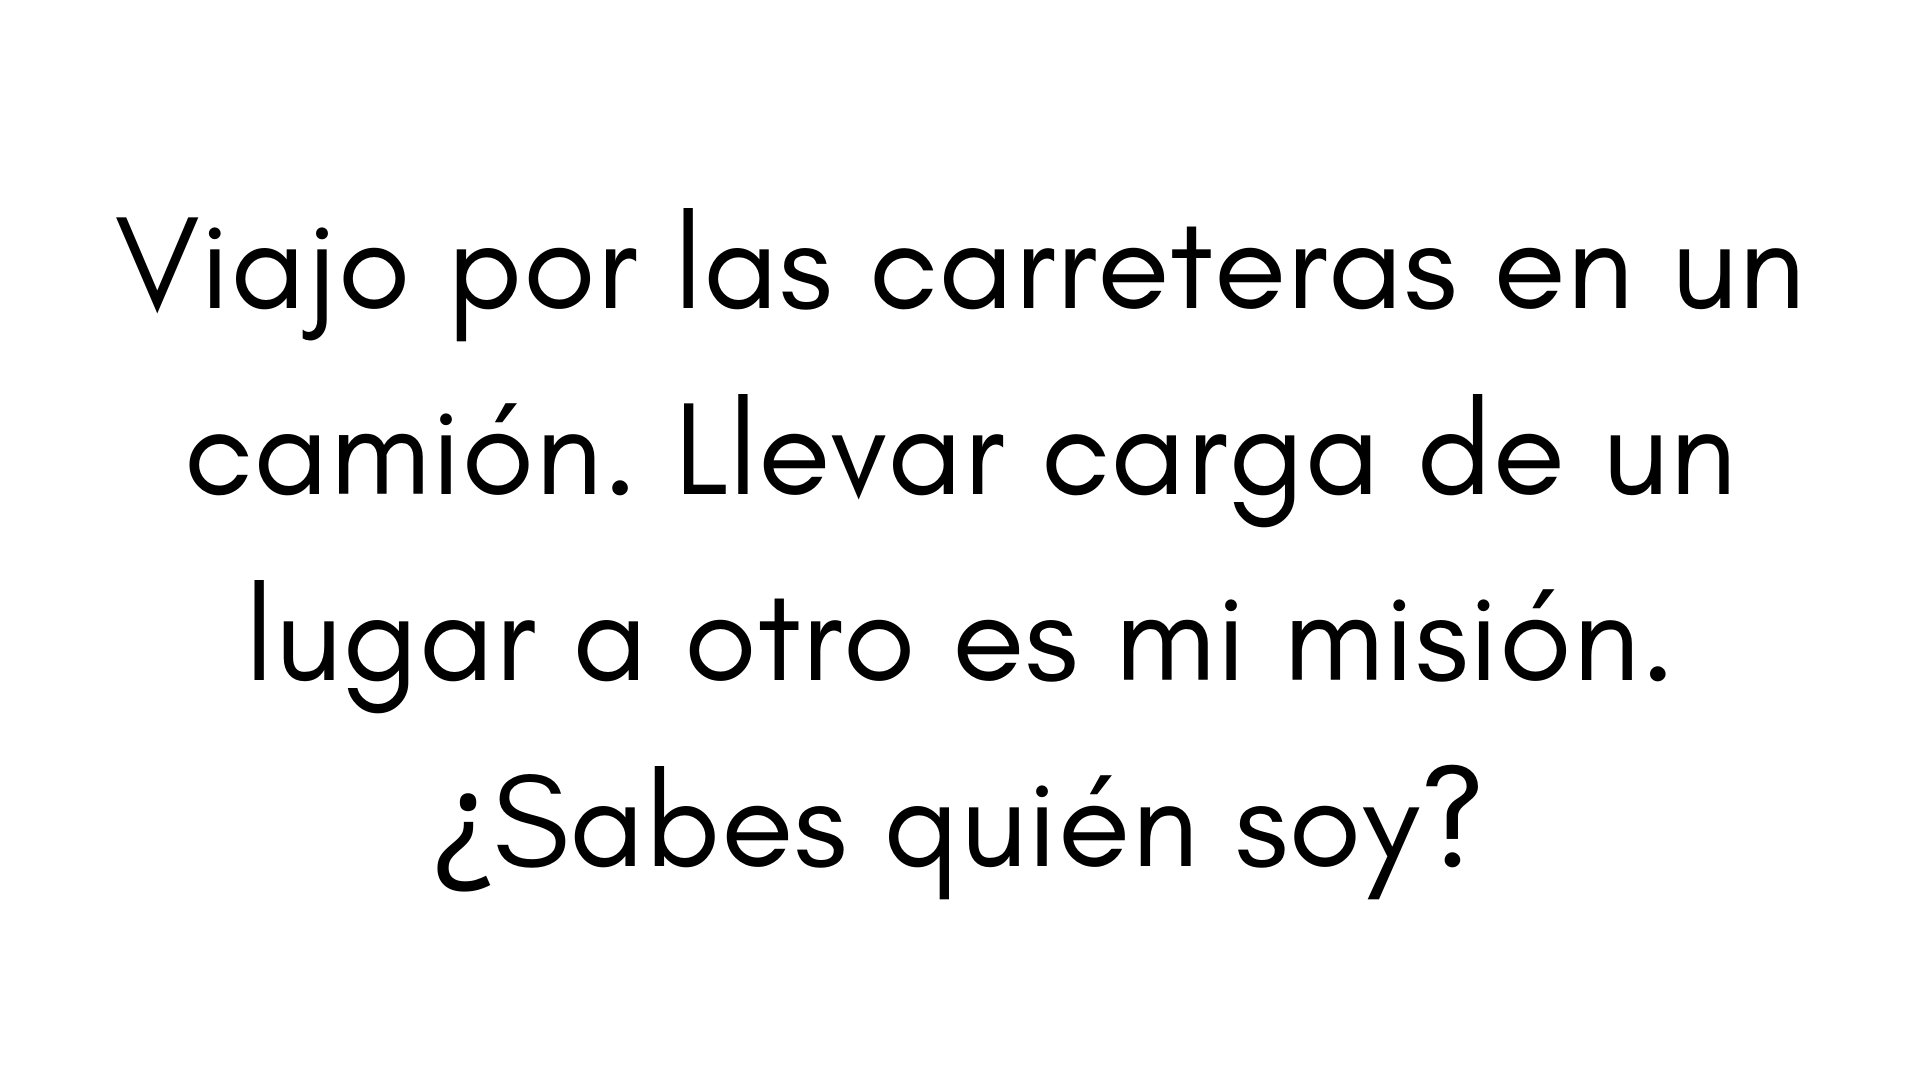 Viajo por las carreteras en un
camión. Llevar carga de un
lugar a otro es mi misión.
¿Sabes quién soy?